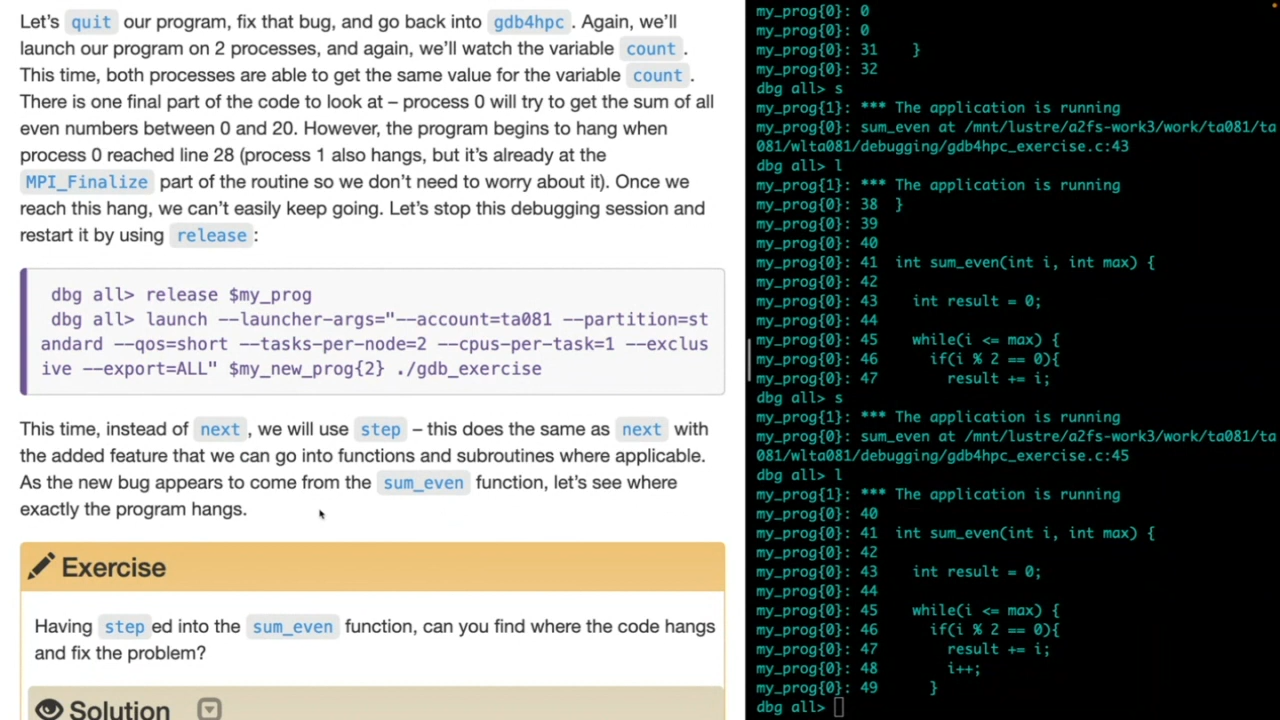 Let's quit our program, fix that bug, and go back into gdb4hpc. Again, we'll
launch our program on 2 processes, and again, we'll watch the variable count.
This time, both processes are able to get the same value for the variable count.
There is one final part of the code to look at – process 0 will try to get the sum of all
even numbers between 0 and 20. However, the program begins to hang when
process 0 reached line 28 (process 1 also hangs, but it's already at the
MPI_Finalize part of the routine so we don't need to worry about it). Once we
reach this hang, we can't easily keep going. Let's stop this debugging session and
restart it by using release:
dbg all> release $my_prog
dbg all> launch --launcher-args="--account=ta081 --partition=st
andard --qos=short --tasks-per-node=2 --cpus-per-task=1 --exclus
ive --export=ALL" $my_new_prog{2} ./gdb_exercise
This time, instead of next, we will use step – this does the same as next with
the added feature that we can go into functions and subroutines where applicable.
As the new bug appears to come from the sum_even function, let's see where
exactly the program hangs.
Exercise
Having steped into the sum_even function, can you find where the code hangs
and fix the problem?
Solution
my_prog{0}: 0
my_prog{0}: 0
my_prog{0}: 31    }
my_prog{0}: 32
dbg all> s
my_prog{1}: *** The application is running
my_prog{0}: sum_even at /mnt/lustre/a2fs-work3/work/ta081/ta
081/wlta081/debugging/gdb4hpc_exercise.c:43
dbg all> l
my_prog{1}: *** The application is running
my_prog{0}: 38  }
my_prog{0}: 39
my_prog{0}: 40
my_prog{0}: 41  int sum_even(int i, int max) {
my_prog{0}: 42
my_prog{0}: 43    int result = 0;
my_prog{0}: 44
my_prog{0}: 45    while(i <= max) {
my_prog{0}: 46      if(i % 2 == 0){
my_prog{0}: 47        result += i;
dbg all> s
my_prog{1}: *** The application is running
my_prog{0}: sum_even at /mnt/lustre/a2fs-work3/work/ta081/ta
081/wlta081/debugging/gdb4hpc_exercise.c:45
dbg all> l
my_prog{1}: *** The application is running
my_prog{0}: 40
my_prog{0}: 41  int sum_even(int i, int max) {
my_prog{0}: 42
my_prog{0}: 43    int result = 0;
my_prog{0}: 44
my_prog{0}: 45    while(i <= max) {
my_prog{0}: 46      if(i % 2 == 0){
my_prog{0}: 47        result += i;
my_prog{0}: 48        i++;
my_prog{0}: 49      }
dbg all>